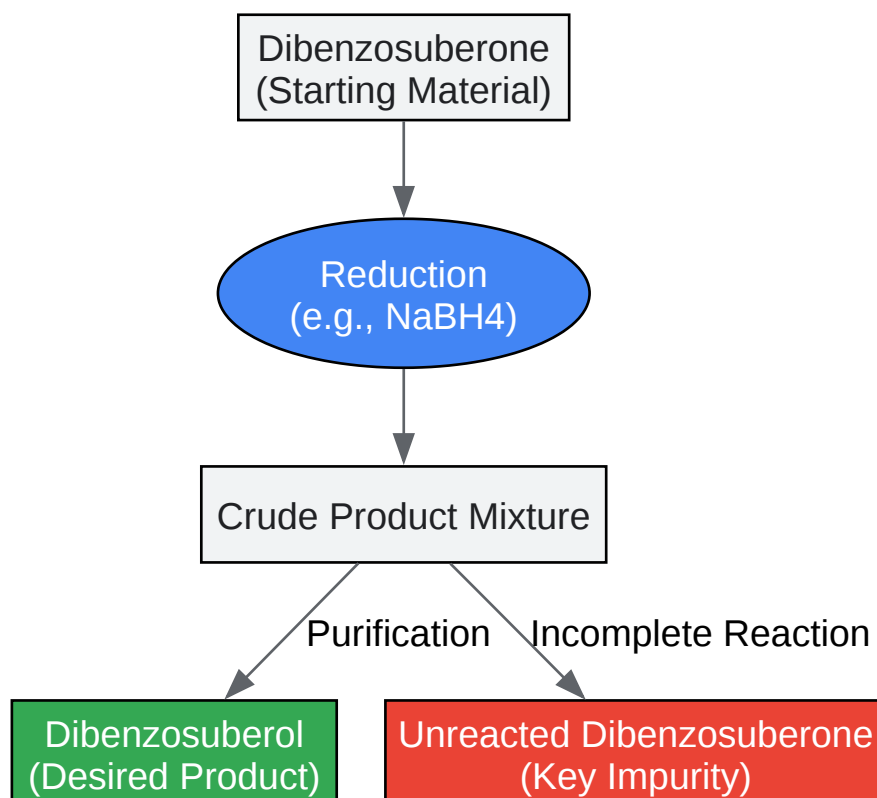 Dibenzosuberone
(Starting Material)
Reduction
(e.g., NaBH4)
Crude Product Mixture
Purification
Incomplete Reaction
Dibenzosuberol
(Desired Product)
Unreacted Dibenzosuberone
(Key Impurity)